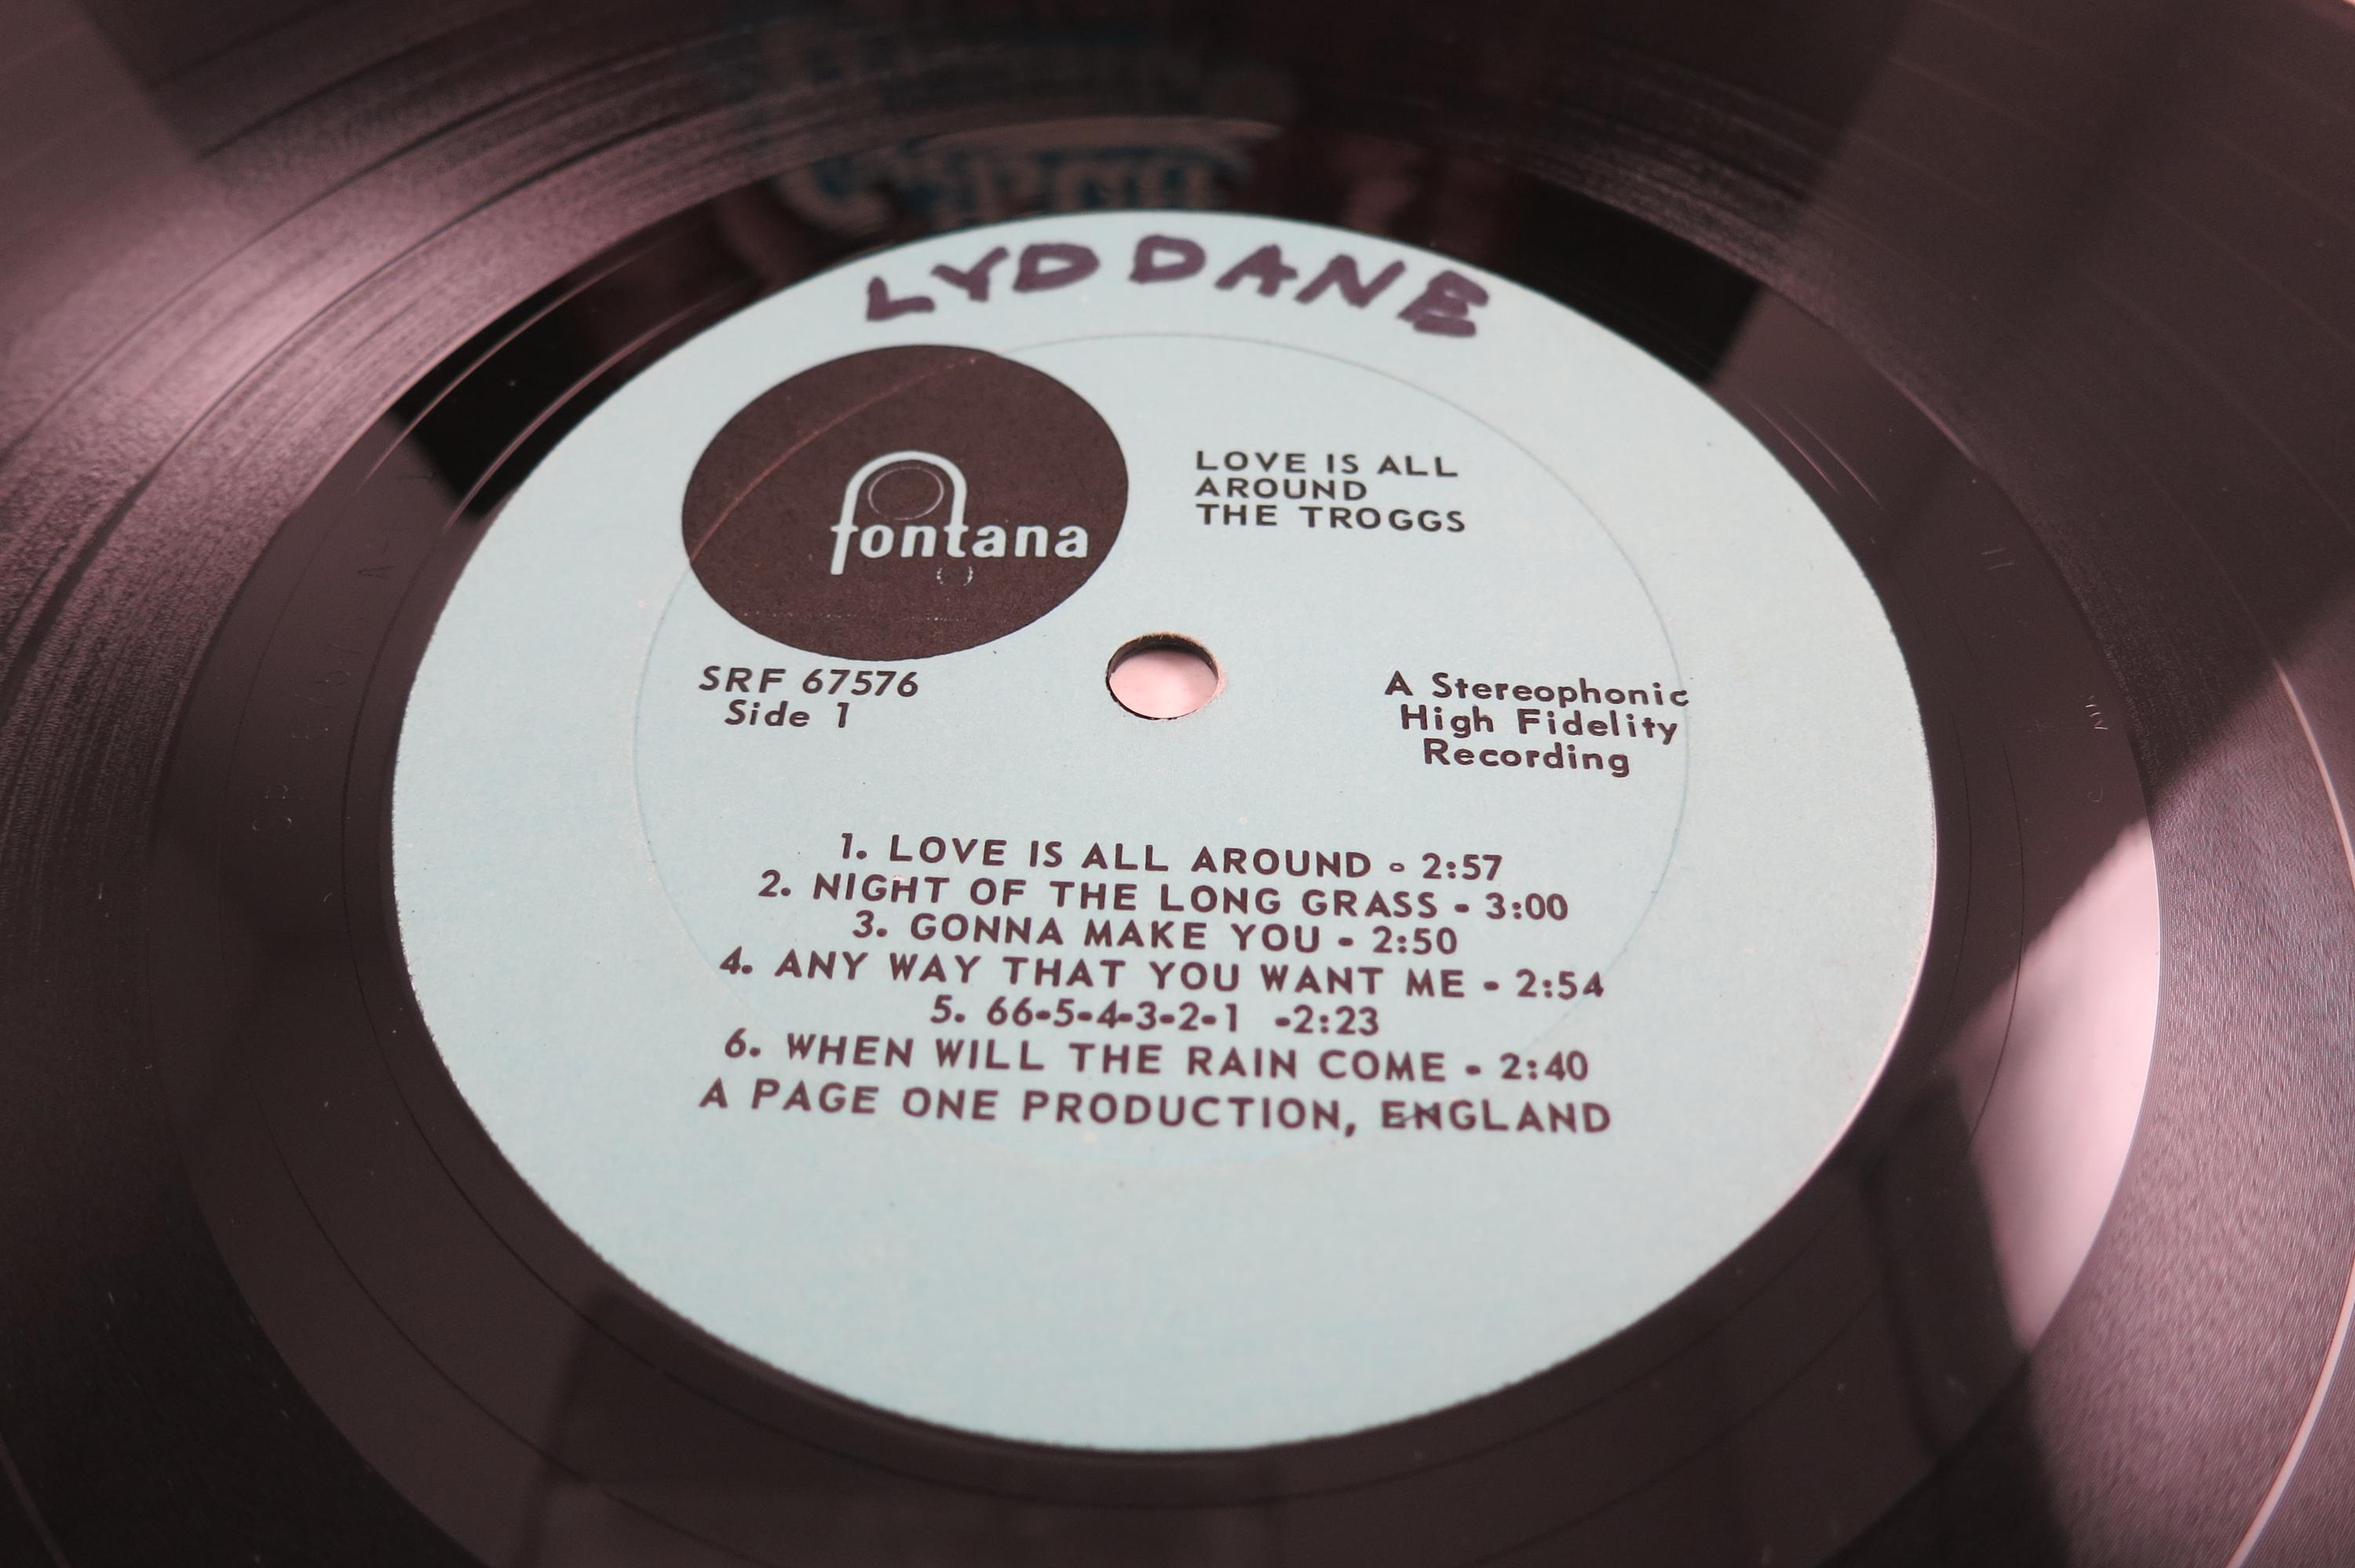 LYDDANE
fontana
LOVE IS ALL
AROUND
THE TROGGS
SRF 67576
Side 1
A Stereophonic
High Fidelity
Recording
1. LOVE IS ALL AROUND - 2:57
2. NIGHT OF THE LONG GRASS - 3:00
3. GONNA MAKE YOU - 2:50
4. ANY WAY THAT YOU WANT ME - 2:54
5. 66-5-4-3-2-1 -2:23
6. WHEN WILL THE RAIN COME - 2:40
A PAGE ONE PRODUCTION, ENGLAND